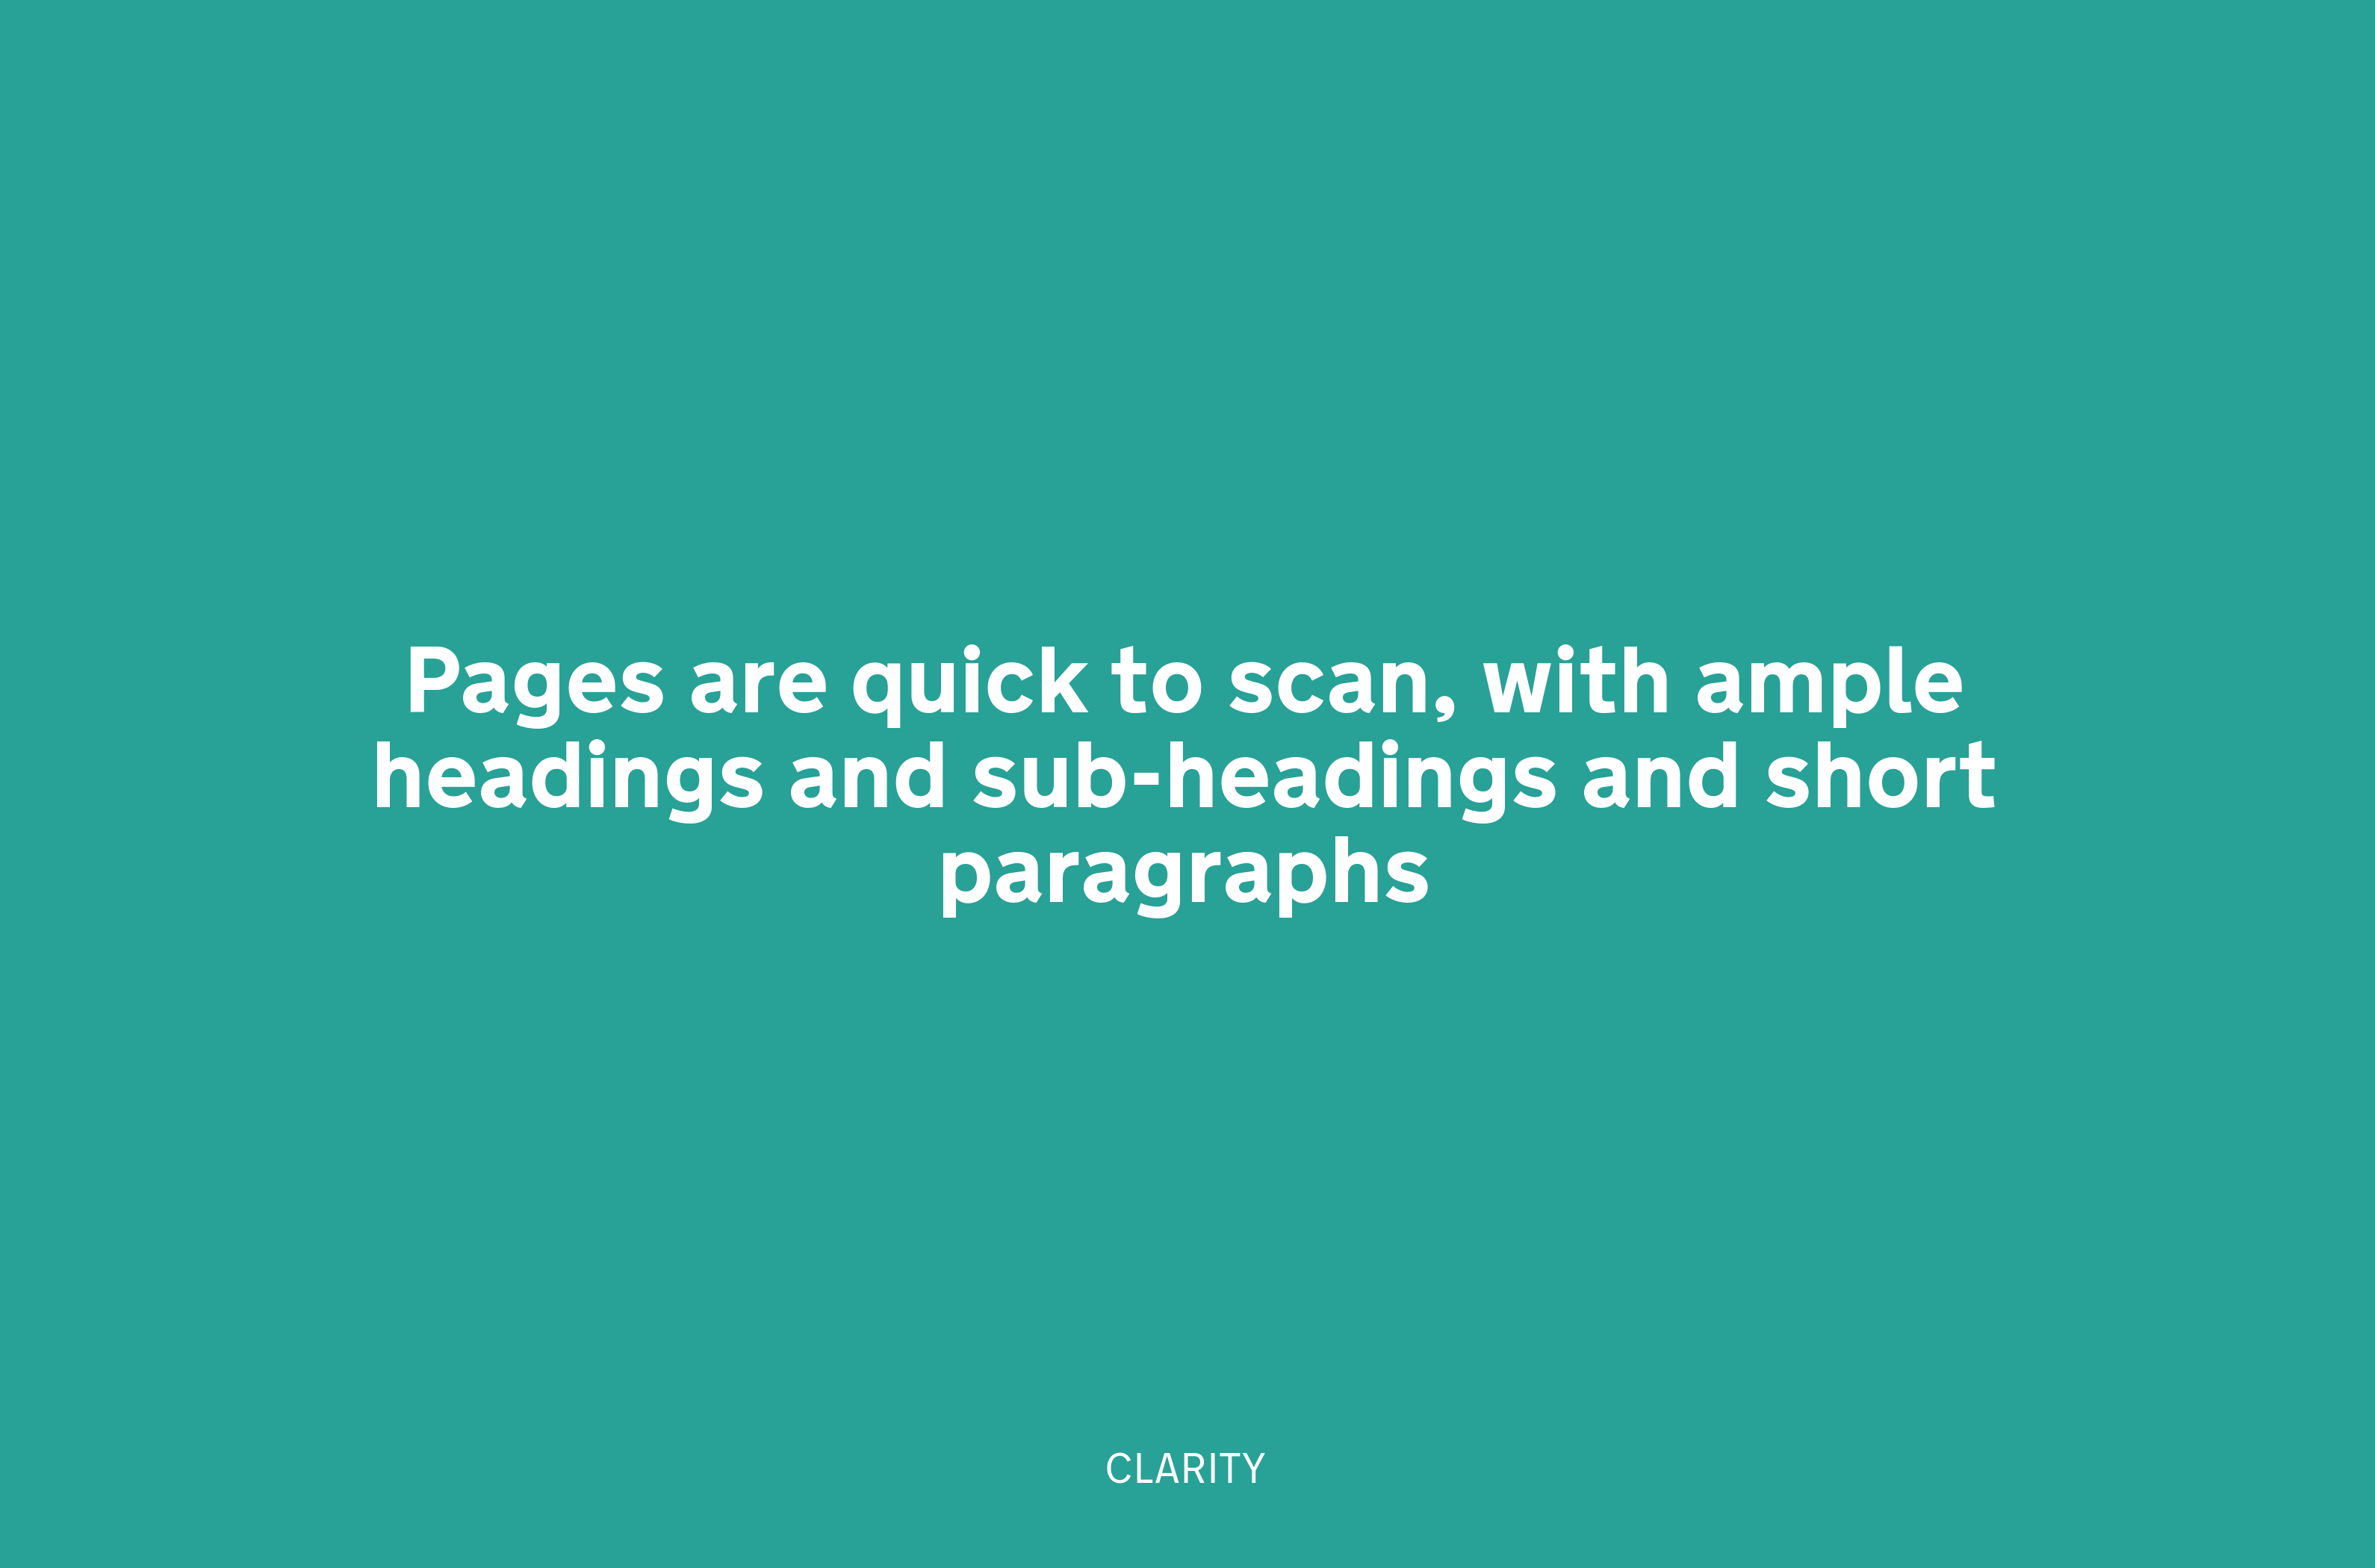 Pages are quick to scan, with ample
headings and sub-headings and short
paragraphs
CLARITY